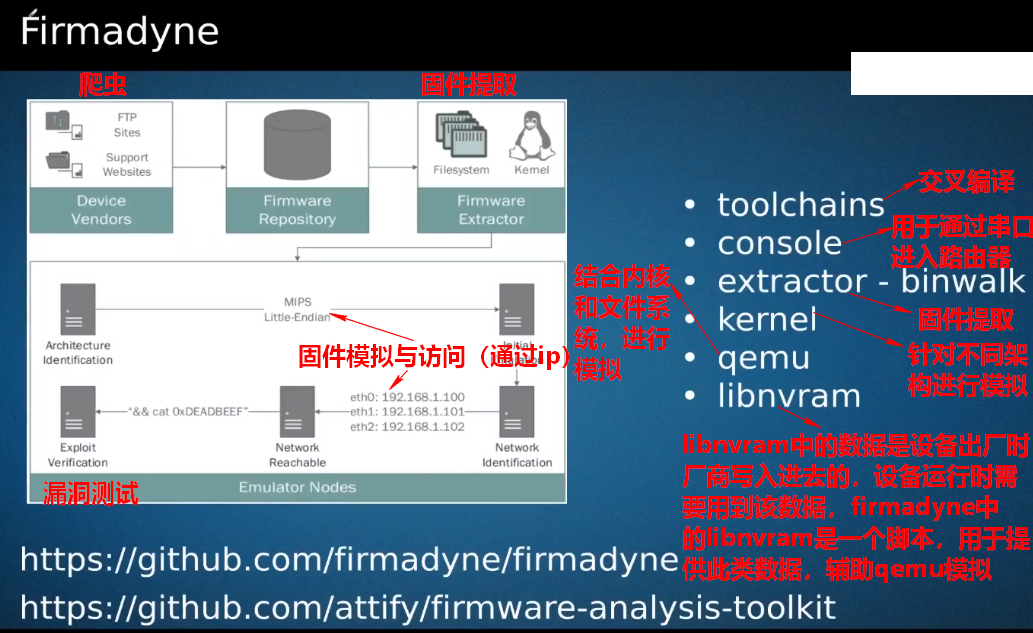 Firmadyne
爬虫
固件提取
FTP
Sites
Support
Websites
Device
Vendors
Firmware
Repository
Filesystem
Kernel
Firmware
Extractor
MIPS
Little-Endian
Architecture
Identification
Initial
固件模拟与访问（通过ip）
eth0: 192.168.1.100
eth1: 192.168.1.101
eth2: 192.168.1.102
"&& cat 0xDEADBEEF"
Exploit
Verification
Network
Reachable
Network
Identification
漏洞测试
Emulator Nodes
• toolchains
• console
• extractor - binwalk
• kernel
• qemu
• libnvram
交叉编译
用于通过串口
进入路由器
固件提取
针对不同架
构进行模拟
结合内核
和文件系
统，进行
模拟
libnvram中的数据是设备出厂时
厂商写入进去的，设备运行时需
要用到该数据，firmadyne中
的libnvram是一个脚本，用于提
供此类数据，辅助qemu模拟
https://github.com/firmadyne/firmadyne
https://github.com/attify/firmware-analysis-toolkit